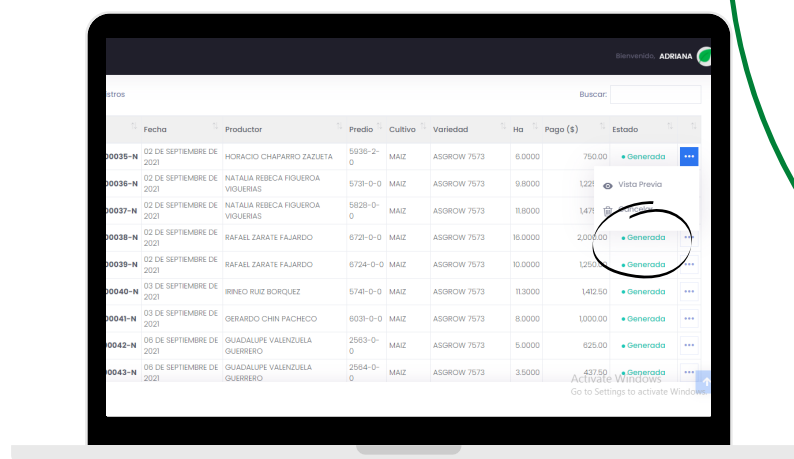 Bienvenido, ADRIANA
istros Buscar:
Fecha Productor Predio Cultivo Variedad Ha Pago ($) Estado
00035-N 02 DE SEPTIEMBRE DE 2021 HORACIO CHAPARRO ZAZUETA 5936-2-0 MAIZ ASGROW 7573 6.0000 750.00 Generada ...
00036-N 02 DE SEPTIEMBRE DE 2021 NATALIA REBECA FIGUEROA VIGUERIAS 5731-0-0 MAIZ ASGROW 7573 9.8000 1,225 Vista Previa
00037-N 02 DE SEPTIEMBRE DE 2021 NATALIA REBECA FIGUEROA VIGUERIAS 5828-0-0 MAIZ ASGROW 7573 11.8000 1,475 Cancelar
00038-N 02 DE SEPTIEMBRE DE 2021 RAFAEL ZARATE FAJARDO 6721-0-0 MAIZ ASGROW 7573 16.0000 2,000.00 Generada ...
00039-N 02 DE SEPTIEMBRE DE 2021 RAFAEL ZARATE FAJARDO 6724-0-0 MAIZ ASGROW 7573 10.0000 1,250.00 Generada ...
00040-N 03 DE SEPTIEMBRE DE 2021 IRINEO RUIZ BORQUEZ 5741-0-0 MAIZ ASGROW 7573 11.3000 1,412.50 Generada ...
00041-N 03 DE SEPTIEMBRE DE 2021 GERARDO CHIN PACHECO 6031-0-0 MAIZ ASGROW 7573 8.0000 1,000.00 Generada ...
00042-N 06 DE SEPTIEMBRE DE 2021 GUADALUPE VALENZUELA GUERRERO 2563-0-0 MAIZ ASGROW 7573 5.0000 625.00 Generada ...
00043-N 06 DE SEPTIEMBRE DE 2021 GUADALUPE VALENZUELA GUERRERO 2564-0-0 MAIZ ASGROW 7573 3.5000 437.50 Generada ...
Activate Windows
Go to Settings to activate Windows.